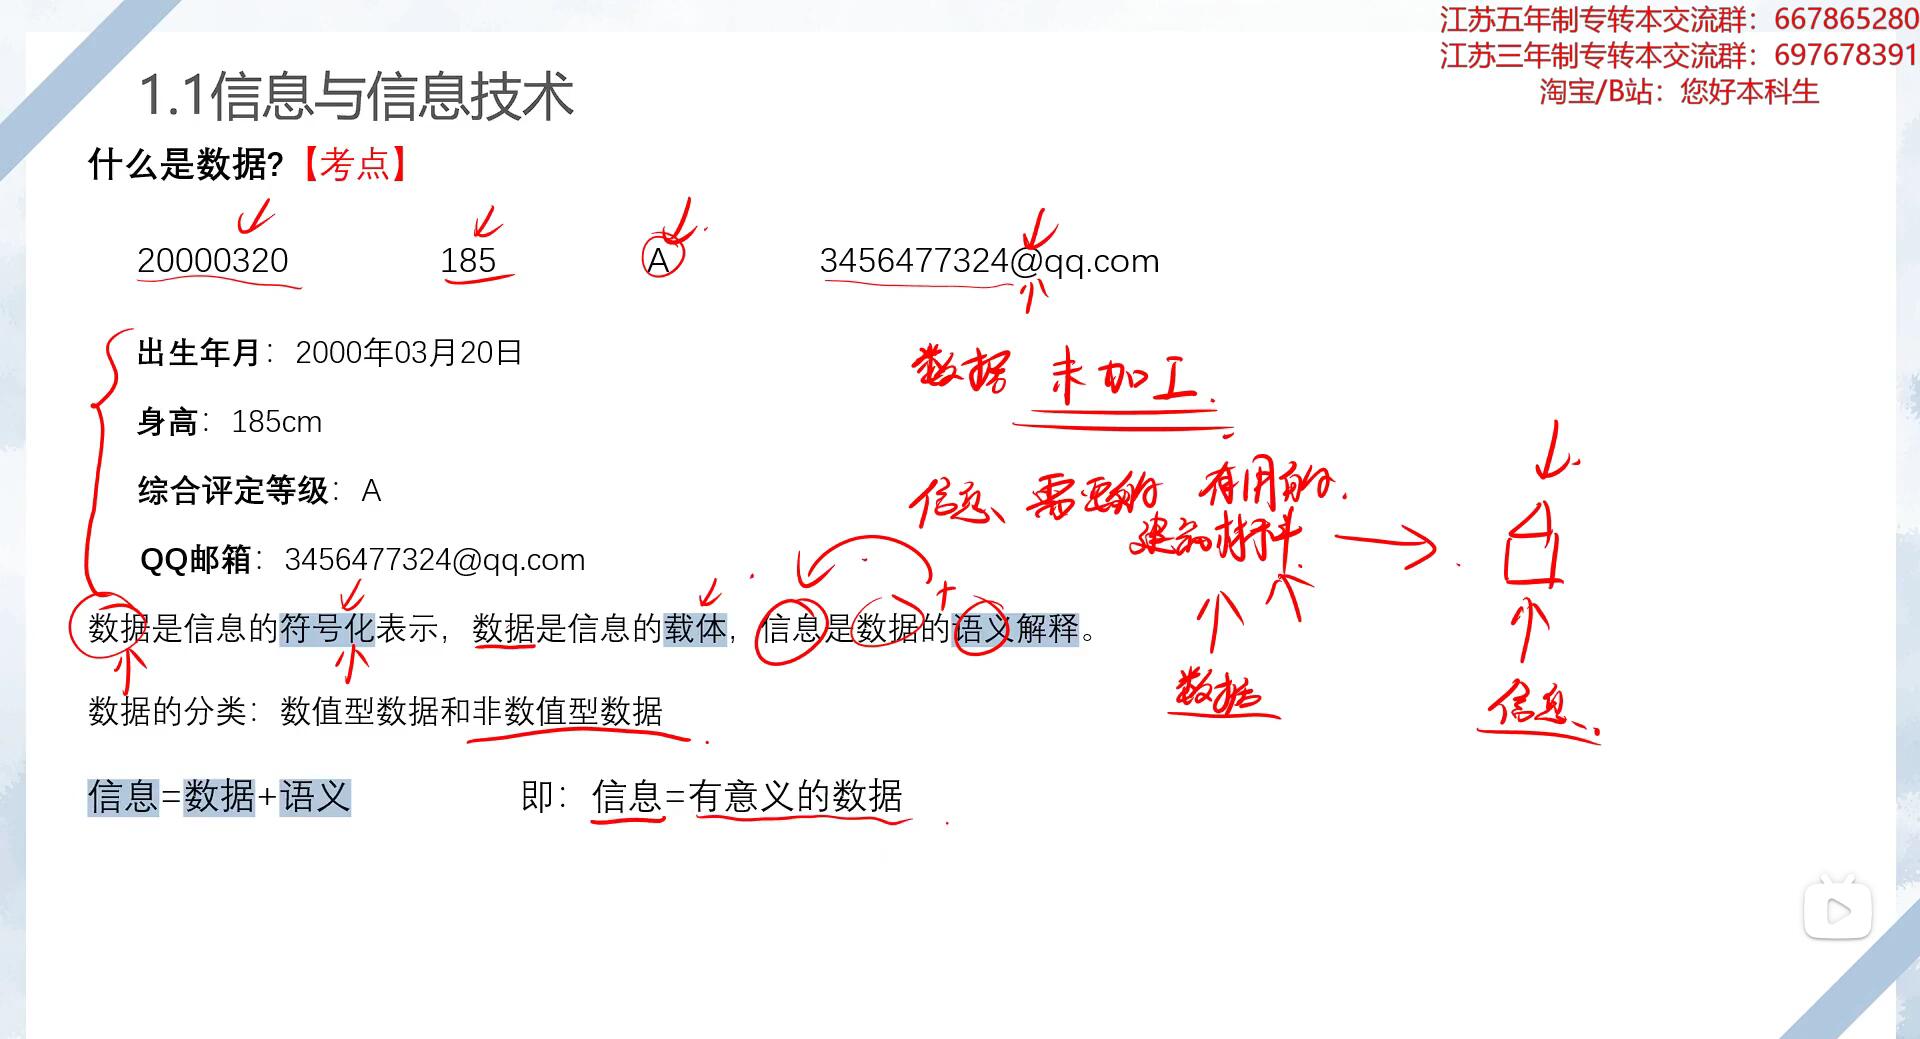 江苏五年制专转本交流群：667865280
江苏三年制专转本交流群：697678391
淘宝/B站：您好本科生
1.1信息与信息技术
什么是数据?【考点】
20000320 185 A 3456477324@qq.com
出生年月：2000年03月20日
身高：185cm
综合评定等级：A
QQ邮箱：3456477324@qq.com
数据 未加工
信息 需要的 有用的
建筑材料
数据是信息的符号化表示，数据是信息的载体，信息是数据的语义解释。
+
数据
信息
数据的分类：数值型数据和非数值型数据
信息=数据+语义 即：信息=有意义的数据